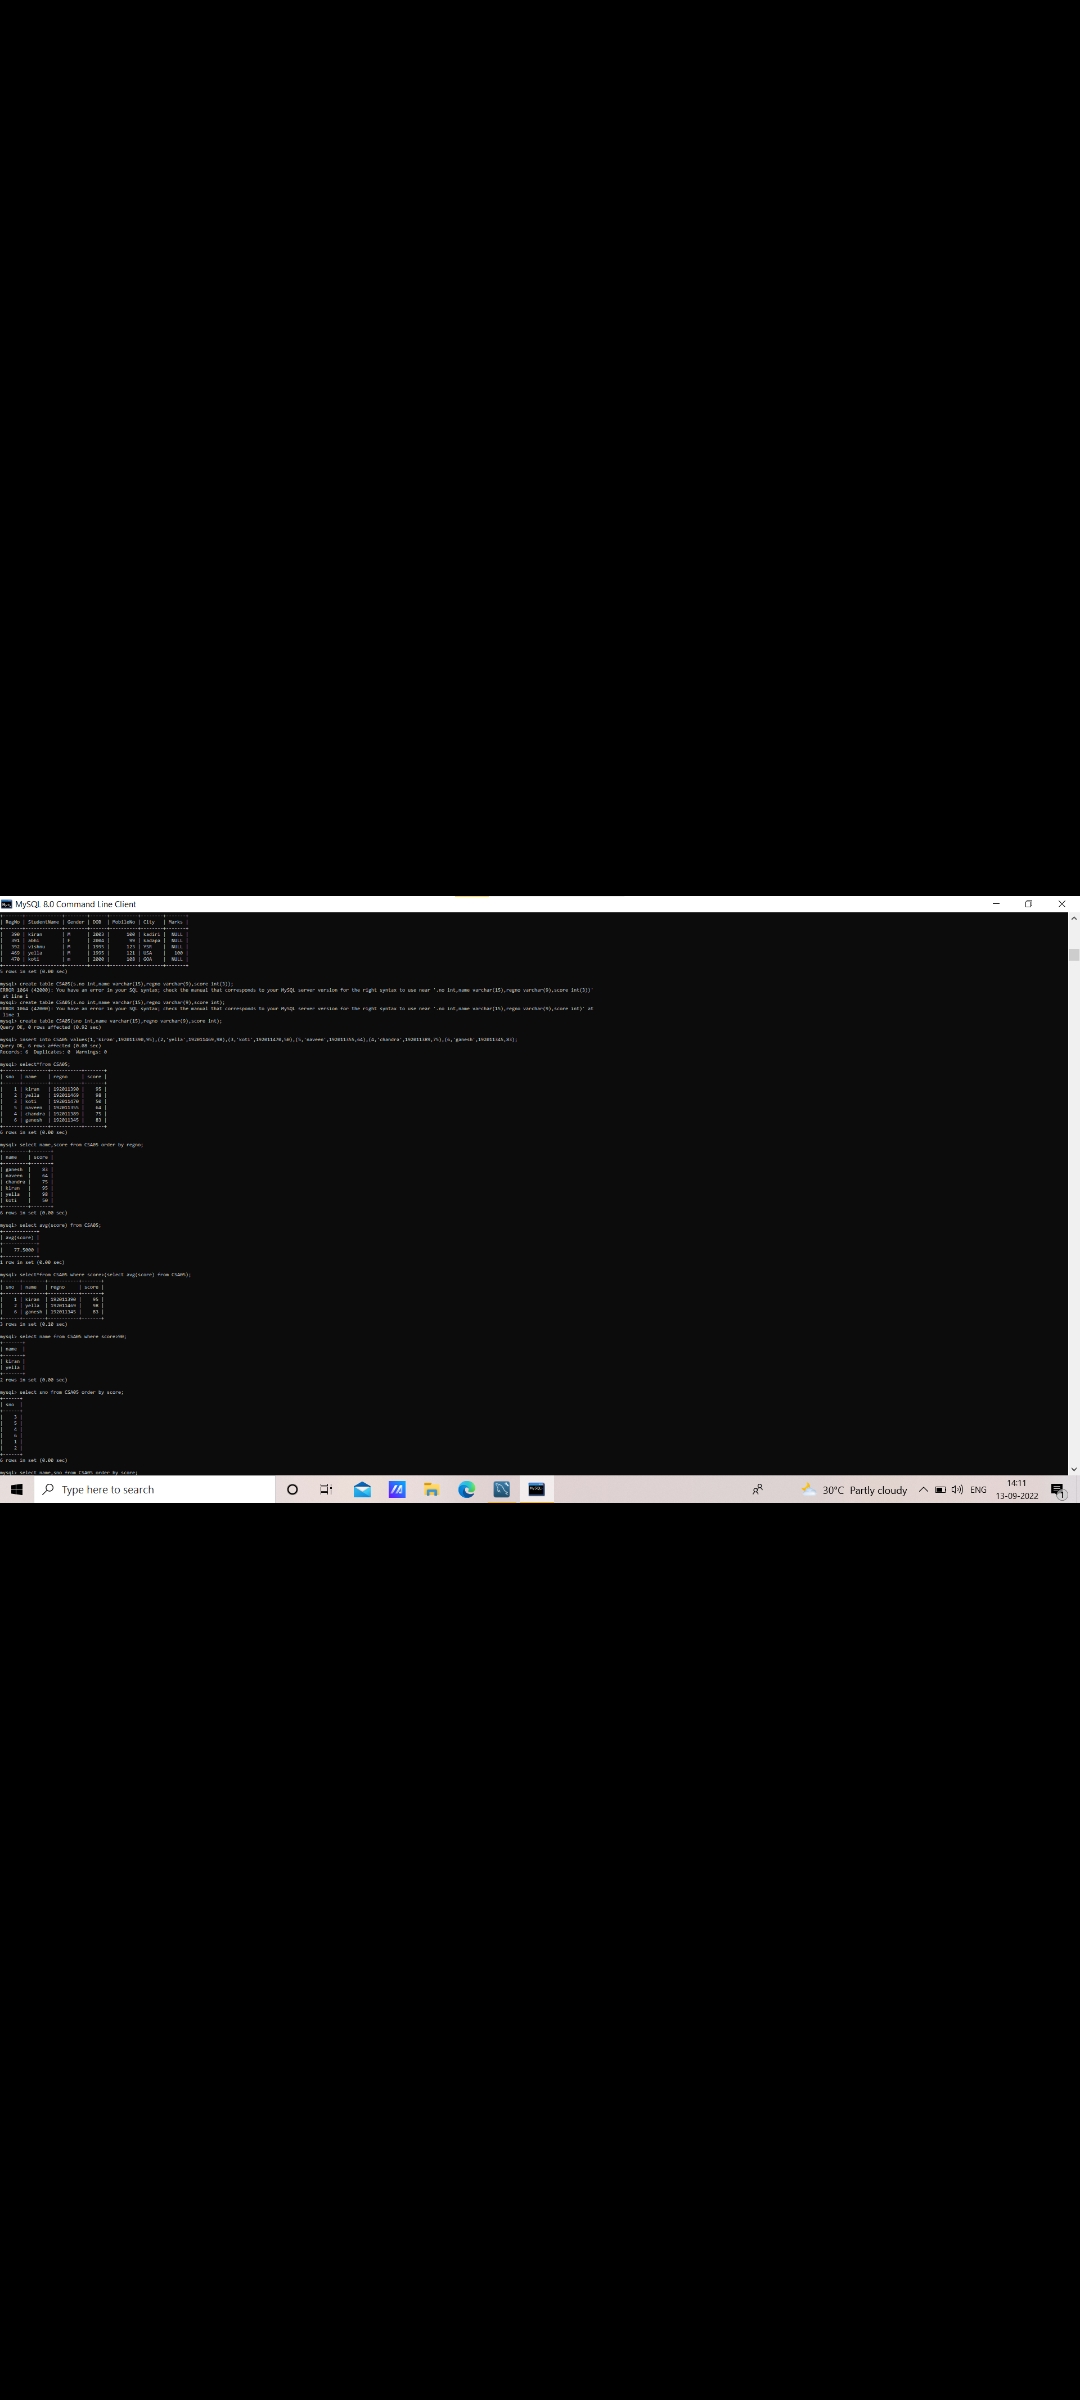 MySQL 8.0 Command Line Client
| RegNo | StudentName | Gender | DOB | MobileNo | City | Marks |
| 390 | kiran | M | 2003 | 100 | kadiri | NULL |
| 391 | abhi | F | 2004 | 99 | kadapa | NULL |
| 392 | vishnu | M | 1995 | 123 | | NULL |
| 469 | yella | M | 1995 | 121 | USA | 100 |
| 470 | koti | m | 2000 | 108 | GOA | NULL |
5 rows in set (0.00 sec)
mysql> create table CSA05(s.no int,name varchar(15),regno varchar(9),score int(3));
ERROR 1064 (42000): You have an error in your SQL syntax; check the manual that corresponds to your MySQL server version for the right syntax to use near '.no int,name varchar(15),regno varchar(9),score int(3))'
at line 1
mysql> create table CSA05(s.no int,name varchar(15),regno varchar(9),score int);
ERROR 1064 (42000): You have an error in your SQL syntax; check the manual that corresponds to your MySQL server version for the right syntax to use near '.no int,name varchar(15),regno varchar(9),score int)' at
line 1
mysql> create table CSA05(sno int,name varchar(15),regno varchar(9),score int);
Query OK, 0 rows affected (0.02 sec)
mysql> insert into CSA05 values(1,'kiran',192011390,95),(2,'yella',192011469,98),(3,'koti',192011470,50),(5,'naveen',192011355,64),(4,'chandra',192011389,75),(6,'ganesh',192011345,83);
Query OK, 6 rows affected (0.08 sec)
Records: 6 Duplicates: 0 Warnings: 0
mysql> select*from CSA05;
| sno | name | regno | score |
| 1 | kiran | 192011390 | 95 |
| 2 | yella | 192011469 | 98 |
| 3 | koti | 192011470 | 50 |
| 5 | naveen | 192011355 | 64 |
| 4 | chandra | 192011389 | 75 |
| 6 | ganesh | 192011345 | 83 |
6 rows in set (0.00 sec)
mysql> select name,score from CSA05 order by regno;
| name | score |
| ganesh | 83 |
| naveen | 64 |
| chandra | 75 |
| kiran | 95 |
| yella | 98 |
| koti | 50 |
6 rows in set (0.00 sec)
mysql> select avg(score) from CSA05;
| avg(score) |
| 77.5000 |
1 row in set (0.00 sec)
mysql> select*from CSA05 where score>(select avg(score) from CSA05);
| sno | name | regno | score |
| 1 | kiran | 192011390 | 95 |
| 2 | yella | 192011469 | 98 |
| 6 | ganesh | 192011345 | 83 |
3 rows in set (0.10 sec)
mysql> select name from CSA05 where score>90;
| name |
| kiran |
| yella |
2 rows in set (0.00 sec)
mysql> select sno from CSA05 order by score;
| sno |
| 3 |
| 5 |
| 4 |
| 6 |
| 1 |
| 2 |
6 rows in set (0.00 sec)
mysql> select name,sno from CSA05 order by score;
Type here to search
30°C Partly cloudy
ENG
14:11
13-09-2022
1